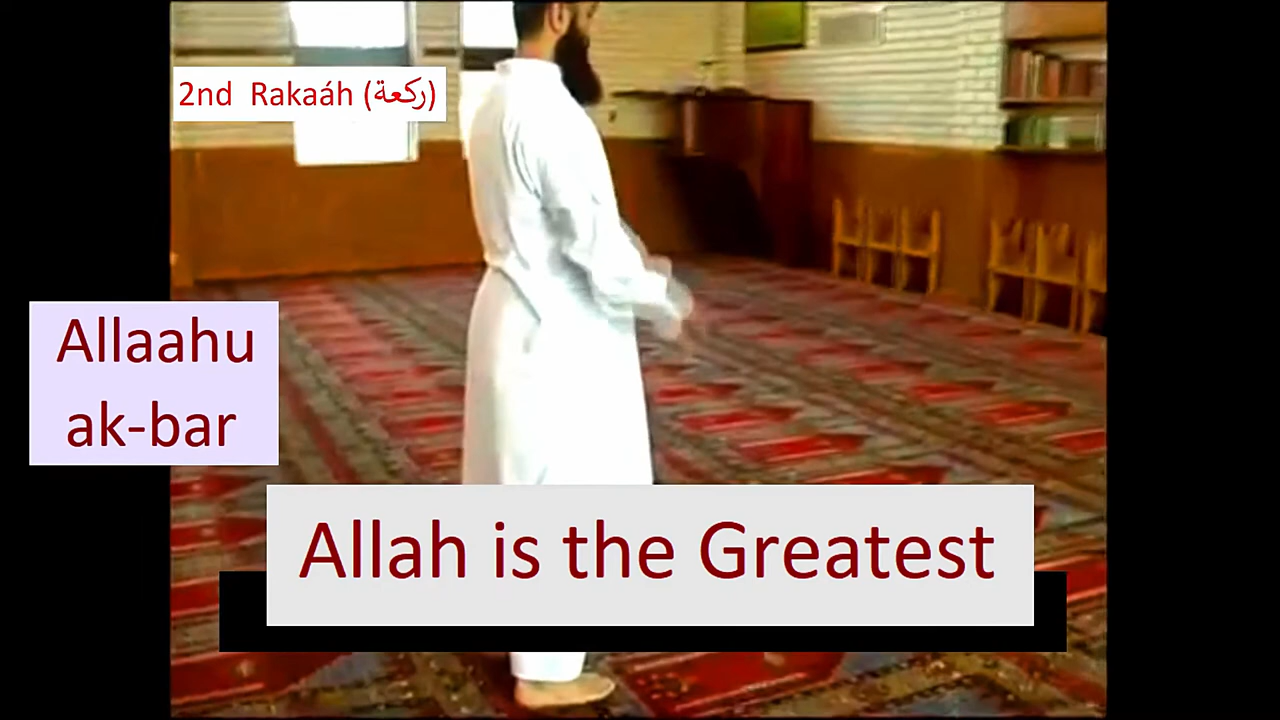 2nd Rakaáh (ركعة)
Allaahu
ak-bar
Allah is the Greatest